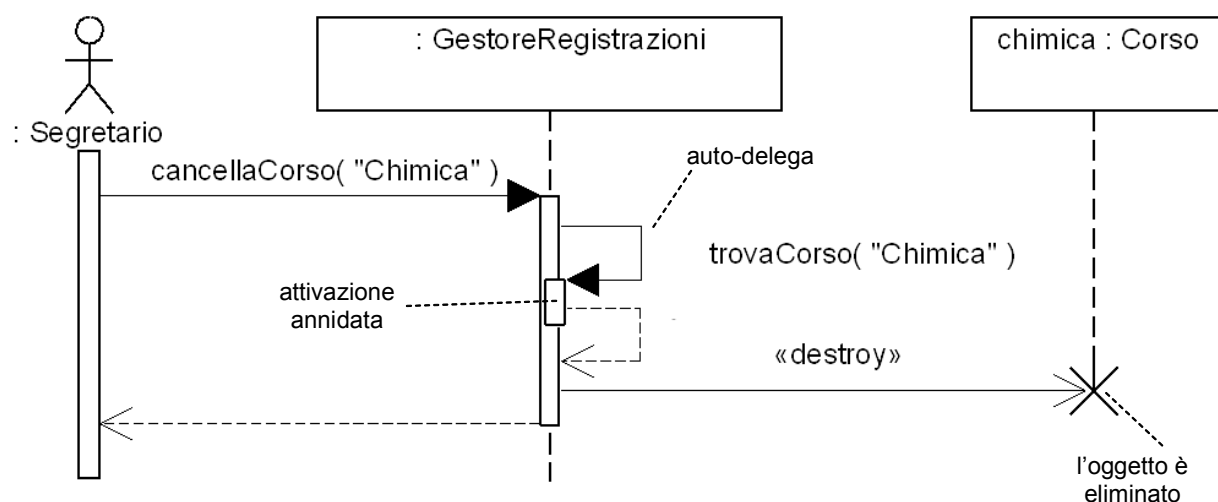 : GestoreRegistrazioni
chimica : Corso
: Segretario
cancellaCorso( "Chimica" )
auto-delega
trovaCorso( "Chimica" )
attivazione
annidata
«destroy»
l'oggetto è
eliminato